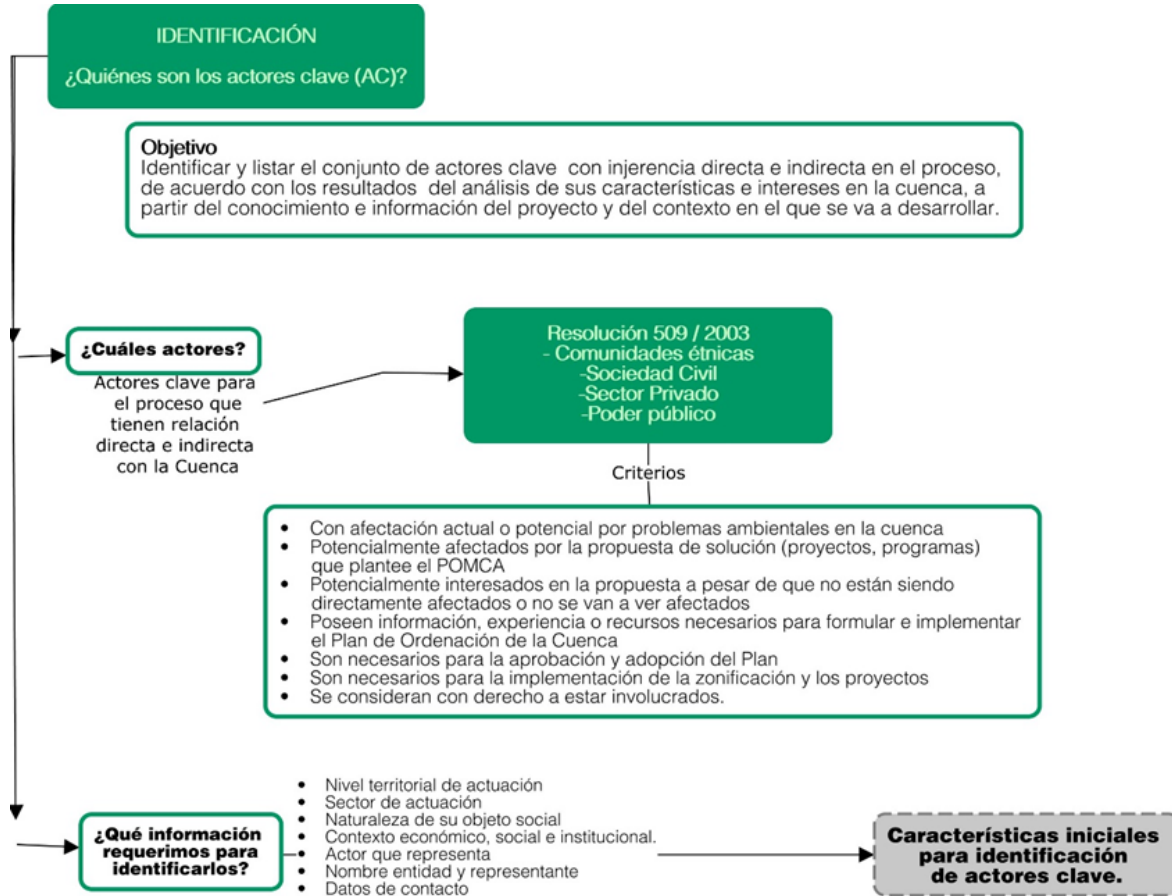 IDENTIFICACIÓN
¿Quiénes son los actores clave (AC)?
Objetivo
Identificar y listar el conjunto de actores clave con injerencia directa e indirecta en el proceso,
de acuerdo con los resultados del análisis de sus características e intereses en la cuenca, a
partir del conocimiento e información del proyecto y del contexto en el que se va a desarrollar.
¿Cuáles actores?
Actores clave para
el proceso que
tienen relación
directa e indirecta
con la Cuenca
Resolución 509 / 2003
- Comunidades étnicas
-Sociedad Civil
-Sector Privado
-Poder público
Criterios
• Con afectación actual o potencial por problemas ambientales en la cuenca
• Potencialmente afectados por la propuesta de solución (proyectos, programas)
que plantee el POMCA
• Potencialmente interesados en la propuesta a pesar de que no están siendo
directamente afectados o no se van a ver afectados
• Poseen información, experiencia o recursos necesarios para formular e implementar
el Plan de Ordenación de la Cuenca
• Son necesarios para la aprobación y adopción del Plan
• Son necesarios para la implementación de la zonificación y los proyectos
• Se consideran con derecho a estar involucrados.
¿Qué información
requerimos para
identificarlos?
• Nivel territorial de actuación
• Sector de actuación
• Naturaleza de su objeto social
• Contexto económico, social e institucional.
• Actor que representa
• Nombre entidad y representante
• Datos de contacto
Características iniciales
para identificación
de actores clave.